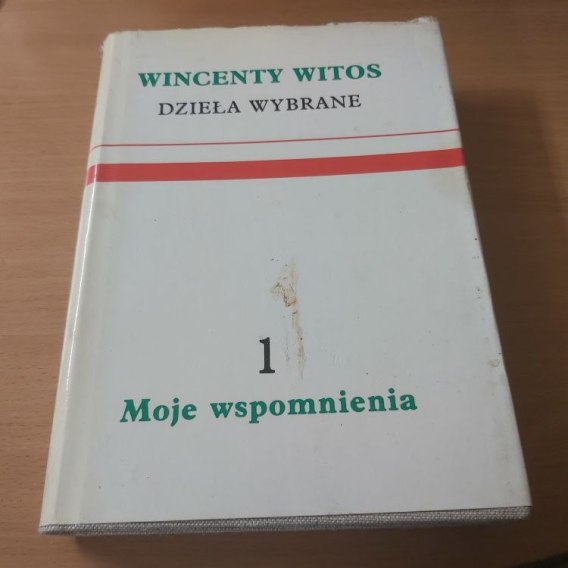 WINCENTY WITOS
DZIEŁA WYBRANE
1
Moje wspomnienia